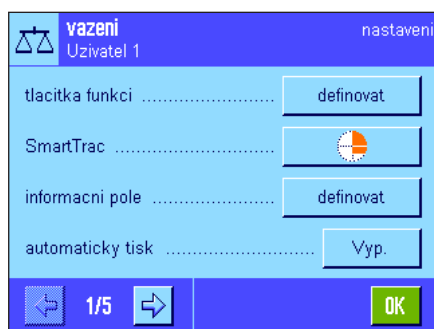 vazeni nastaveni
Uzivatel 1
tlacitka funkci ........................ definovat
SmartTrac .............................
informacni pole ...................... definovat
automaticky tisk ........................... Vyp.
1/5 OK